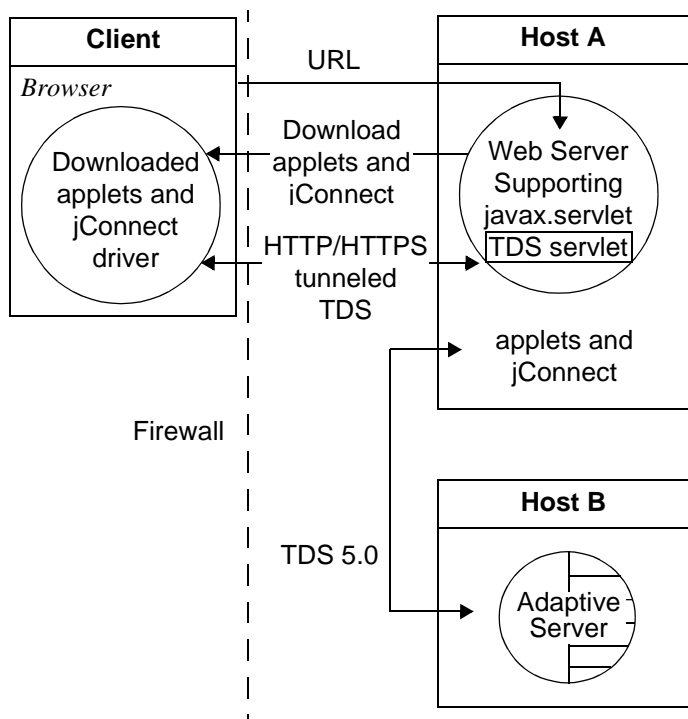 Client
Browser
Downloaded
applets and
jConnect
driver
URL
Download
applets and
jConnect
HTTP/HTTPS
tunneled
TDS
Host A
Web Server
Supporting
javax.servlet
TDS servlet
applets and
jConnect
Firewall
TDS 5.0
Host B
Adaptive
Server